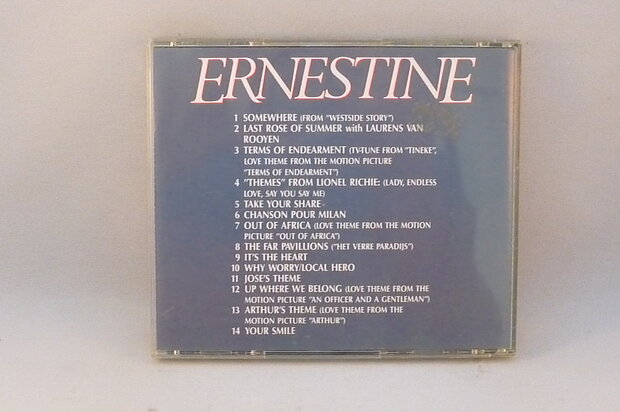 ERNESTINE
1 SOMEWHERE (FROM "WESTSIDE STORY")
2 LAST ROSE OF SUMMER with LAURENS VAN
ROOYEN
3 TERMS OF ENDEARMENT (TV-TUNE FROM "TINEKE",
LOVE THEME FROM THE MOTION PICTURE
"TERMS OF ENDEARMENT")
4 "THEMES" FROM LIONEL RICHIE: (LADY, ENDLESS
LOVE, SAY YOU SAY ME)
5 TAKE YOUR SHARE
6 CHANSON POUR MILAN
7 OUT OF AFRICA (LOVE THEME FROM THE MOTION
PICTURE "OUT OF AFRICA")
8 THE FAR PAVILLIONS ("HET VERRE PARADIJS")
9 IT'S THE HEART
10 WHY WORRY/LOCAL HERO
11 JOSE'S THEME
12 UP WHERE WE BELONG (LOVE THEME FROM THE
MOTION PICTURE "AN OFFICER AND A GENTLEMAN")
13 ARTHUR'S THEME (LOVE THEME FROM THE
MOTION PICTURE "ARTHUR")
14 YOUR SMILE